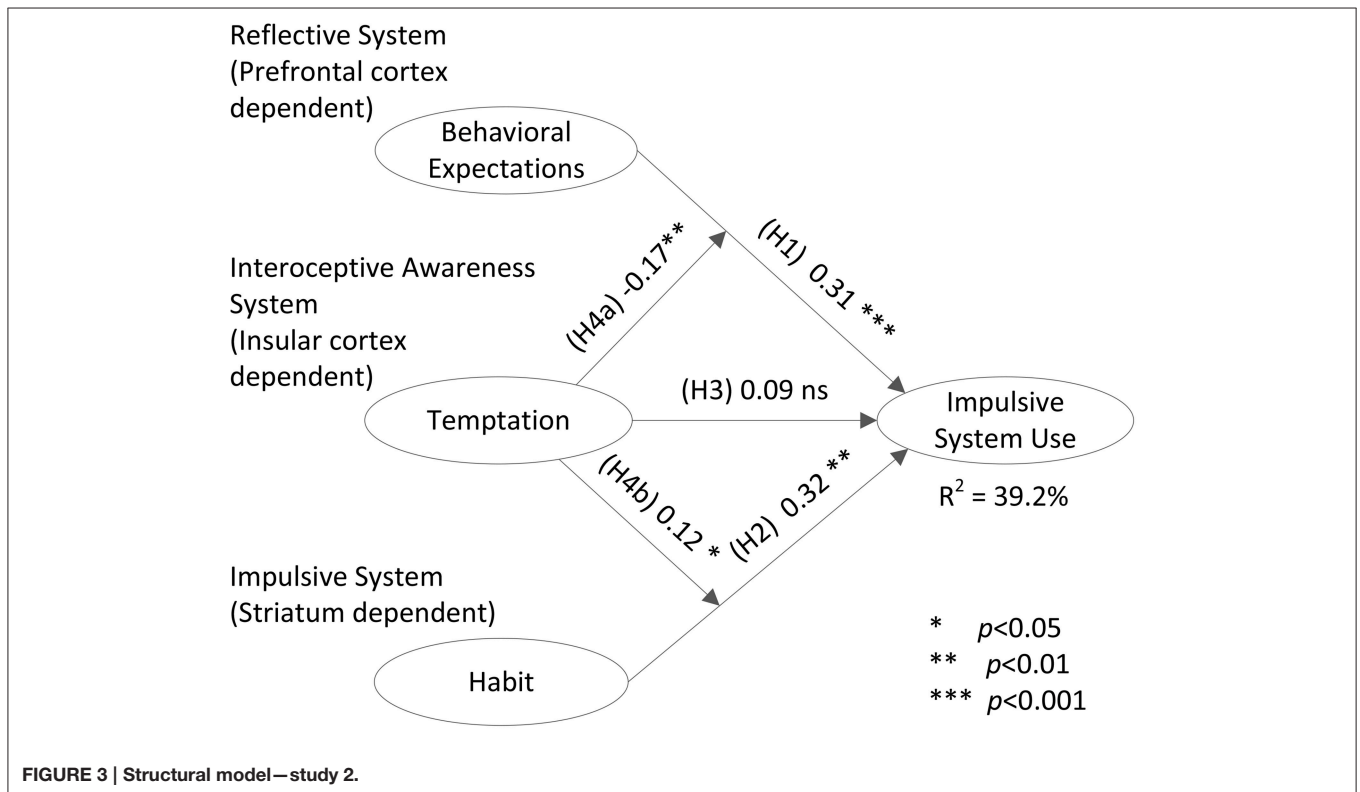 Reflective System
(Prefrontal cortex
dependent)
Behavioral
Expectations
(H1) 0.31 ***
(H4a) -0.17**
Interoceptive Awareness
System
(Insular cortex
dependent)
Temptation
(H3) 0.09 ns
Impulsive
System Use
R² = 39.2%
(H4b) 0.12 *
(H2) 0.32 **
Impulsive System
(Striatum dependent)
Habit
* p<0.05
** p<0.01
*** p<0.001
FIGURE 3 | Structural model—study 2.